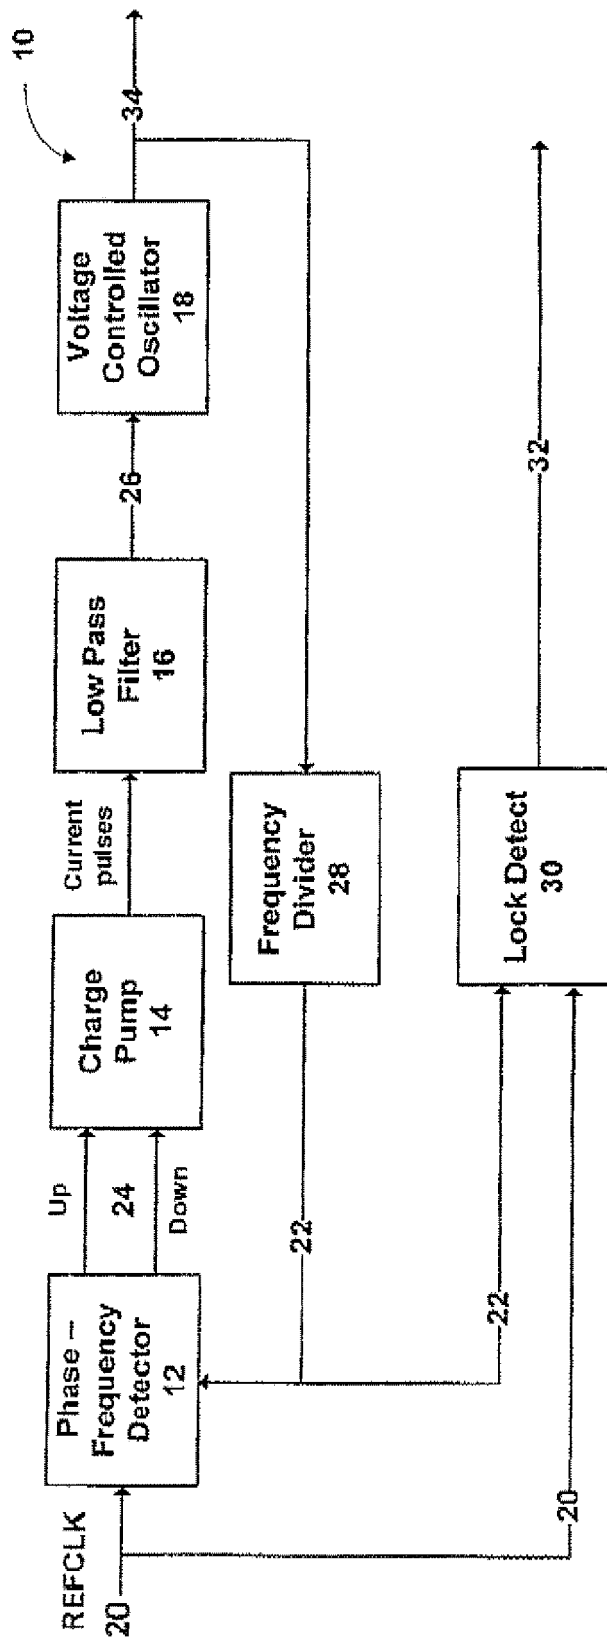 10
REFCLK
20
Phase –
Frequency
Detector
12
Up
24
Down
Charge
Pump
14
Current
pulses
Low Pass
Filter
16
26
Voltage
Controlled
Oscillator
18
34
22
Frequency
Divider
28
22
20
Lock Detect
30
32